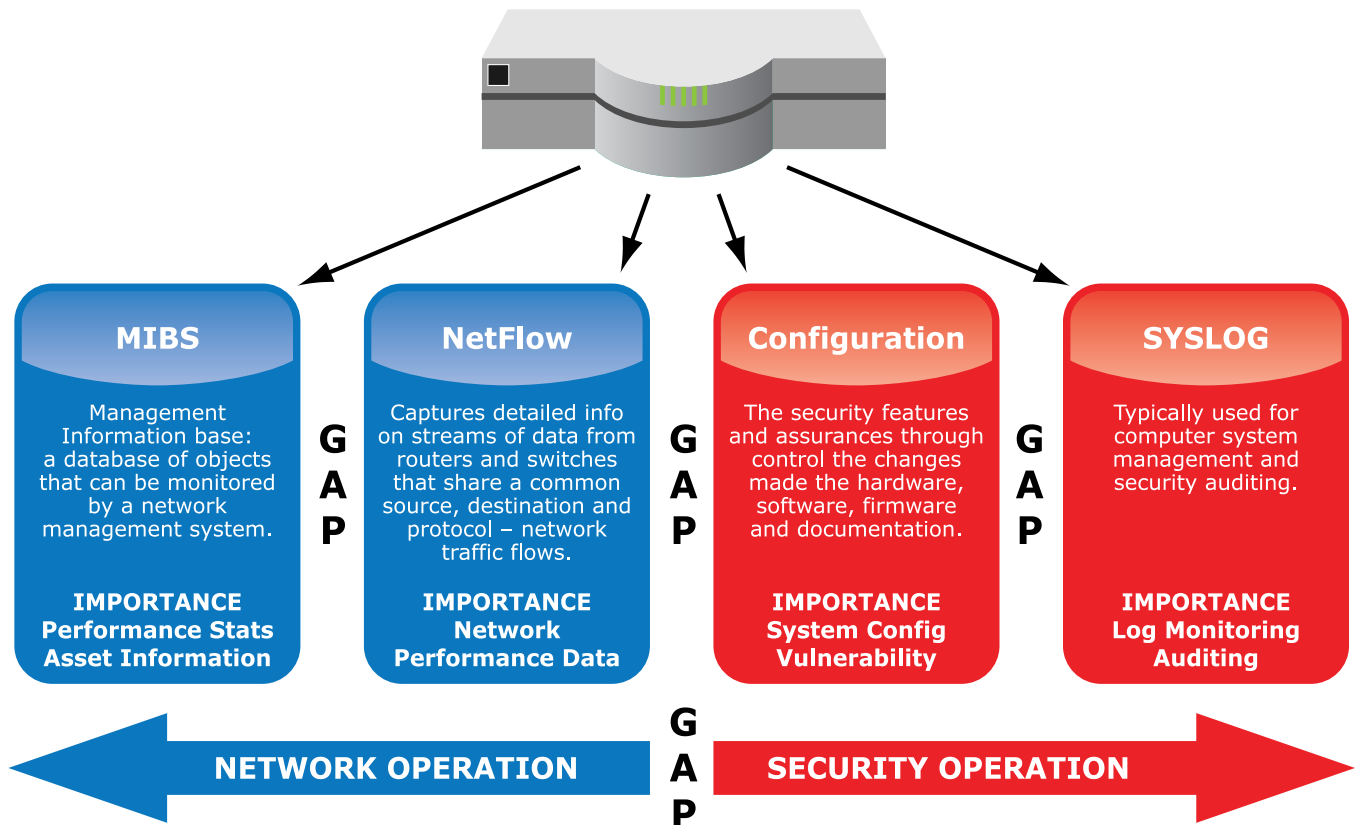 MIBS
Management
Information base:
a database of objects
that can be monitored
by a network
management system.
IMPORTANCE
Performance Stats
Asset Information
G
A
P
NetFlow
Captures detailed info
on streams of data from
routers and switches
that share a common
source, destination and
protocol – network
traffic flows.
IMPORTANCE
Network
Performance Data
G
A
P
Configuration
The security features
and assurances through
control the changes
made the hardware,
software, firmware
and documentation.
IMPORTANCE
System Config
Vulnerability
G
A
P
SYSLOG
Typically used for
computer system
management and
security auditing.
IMPORTANCE
Log Monitoring
Auditing
NETWORK OPERATION
G
A
P
SECURITY OPERATION